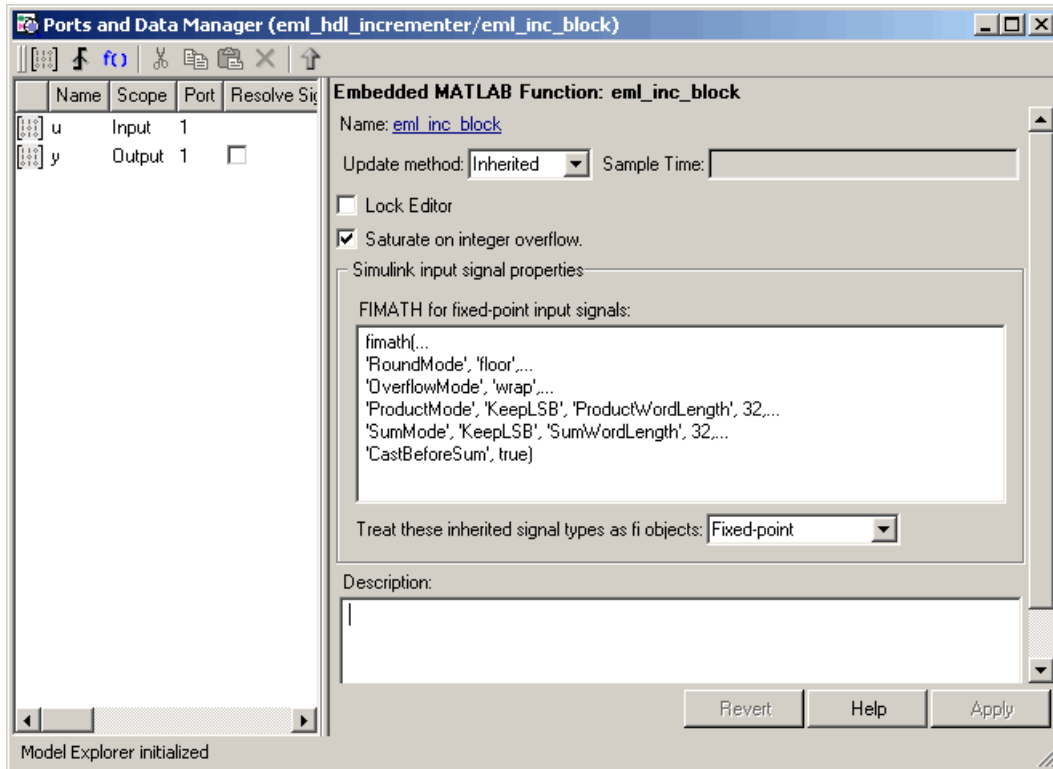 Ports and Data Manager (eml_hdl_incrementer/eml_inc_block)
f()
Name Scope Port Resolve Sig
u Input 1
y Output 1
Embedded MATLAB Function: eml_inc_block
Name: eml_inc_block
Update method: Inherited Sample Time:
Lock Editor
Saturate on integer overflow.
Simulink input signal properties
FIMATH for fixed-point input signals:
fimath(...
'RoundMode', 'floor',...
'OverflowMode', 'wrap',...
'ProductMode', 'KeepLSB', 'ProductWordLength', 32,...
'SumMode', 'KeepLSB', 'SumWordLength', 32,...
'CastBeforeSum', true)
Treat these inherited signal types as fi objects: Fixed-point
Description:
Revert Help Apply
Model Explorer initialized